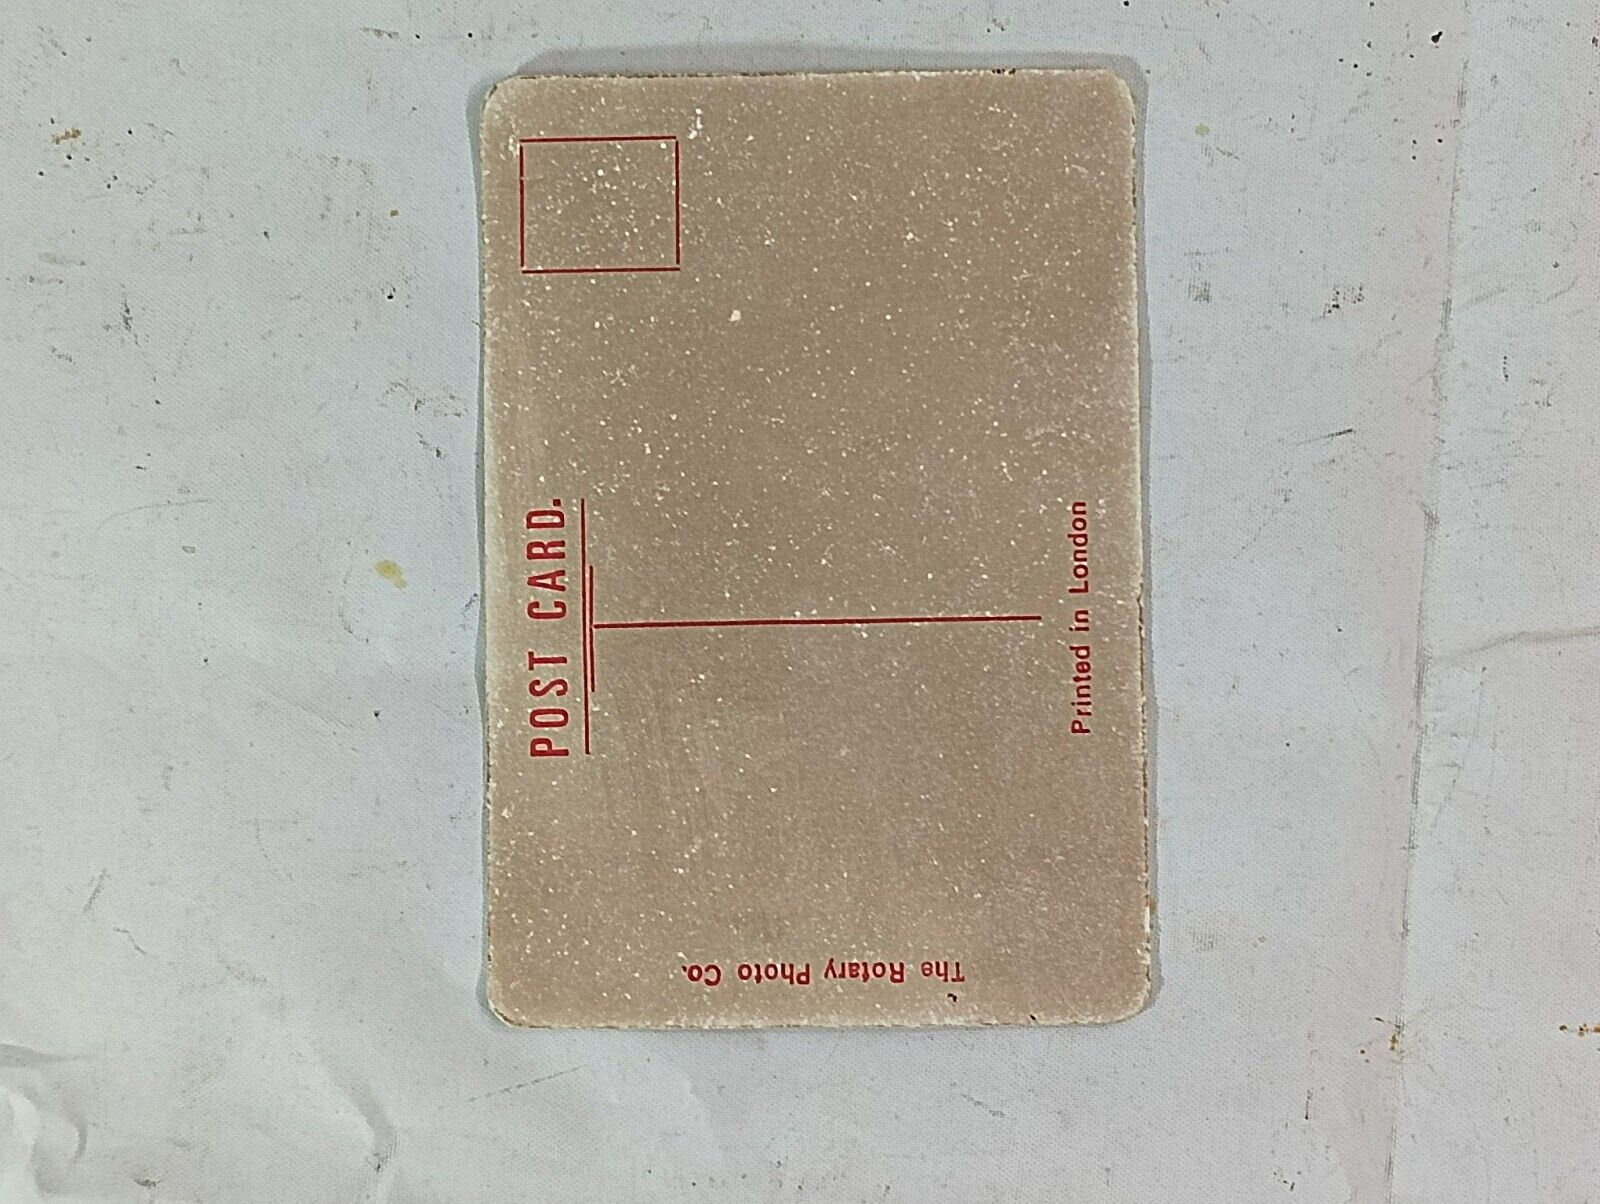 POST CARD.
Printed in London
The Rotary Photo Co.